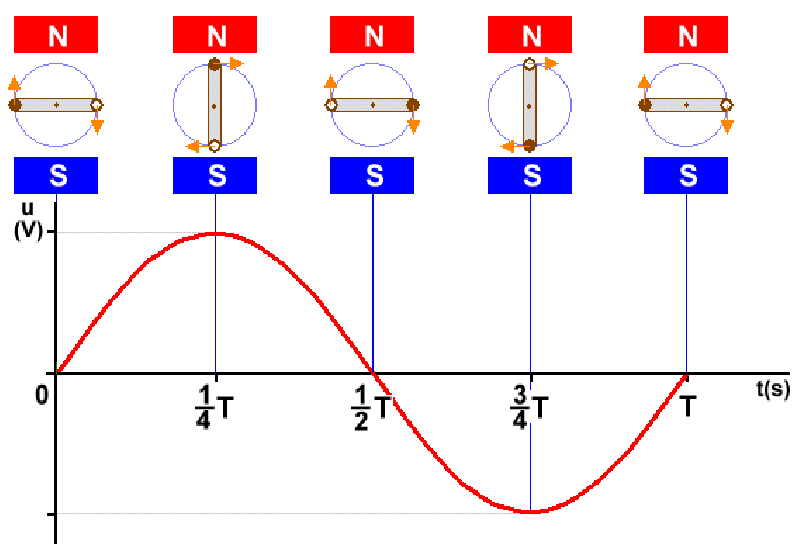 N N N N N
S S S S S
u
(V)
0 1/4T 1/2T 3/4T T t(s)